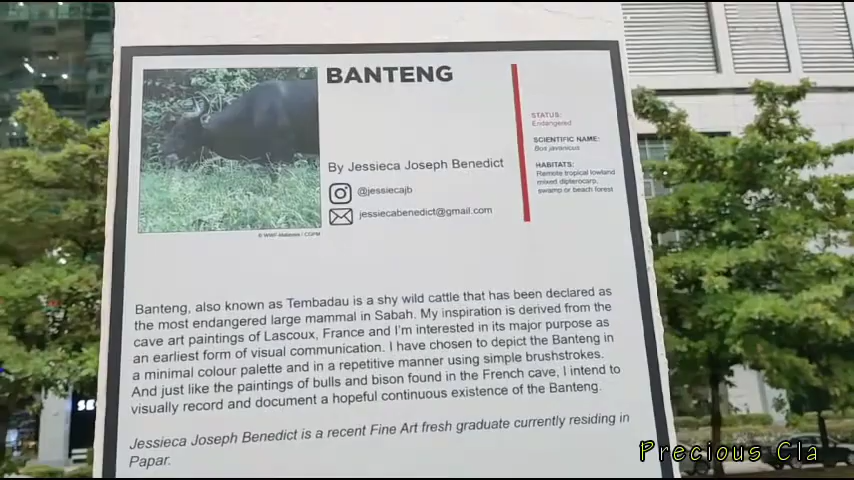 BANTENG
By Jessieca Joseph Benedict
@jessiecajb
jessiecabenedict@gmail.com
© WWF-Malaysia / CGPM
STATUS:
Endangered
SCIENTIFIC NAME:
Bos javanicus
HABITATS:
Remote tropical lowland
mixed dipterocarp,
swamp or beach forest
Banteng, also known as Tembadau is a shy wild cattle that has been declared as
the most endangered large mammal in Sabah. My inspiration is derived from the
cave art paintings of Lascoux, France and I'm interested in its major purpose as
an earliest form of visual communication. I have chosen to depict the Banteng in
a minimal colour palette and in a repetitive manner using simple brushstrokes.
And just like the paintings of bulls and bison found in the French cave, I intend to
visually record and document a hopeful continuous existence of the Banteng.
Jessieca Joseph Benedict is a recent Fine Art fresh graduate currently residing in
Papar.
Precious Cla